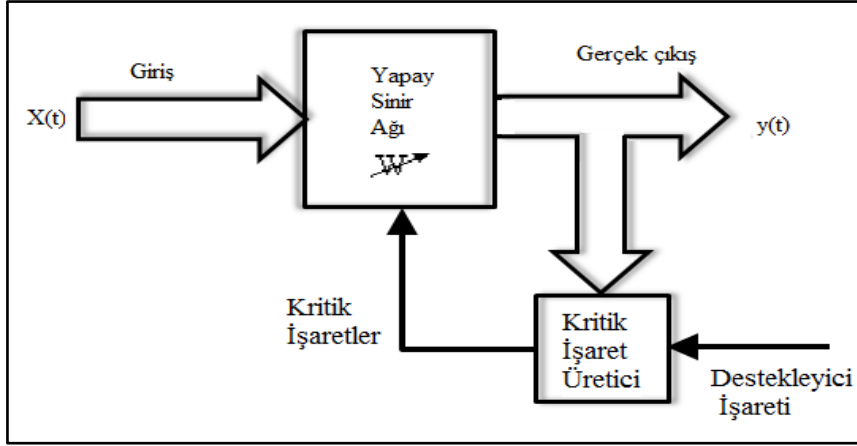 Giriş
X(t)
Yapay
Sinir
Ağı
W
Gerçek çıkış
y(t)
Kritik
İşaretler
Kritik
İşaret
Üretici
Destekleyici
İşareti